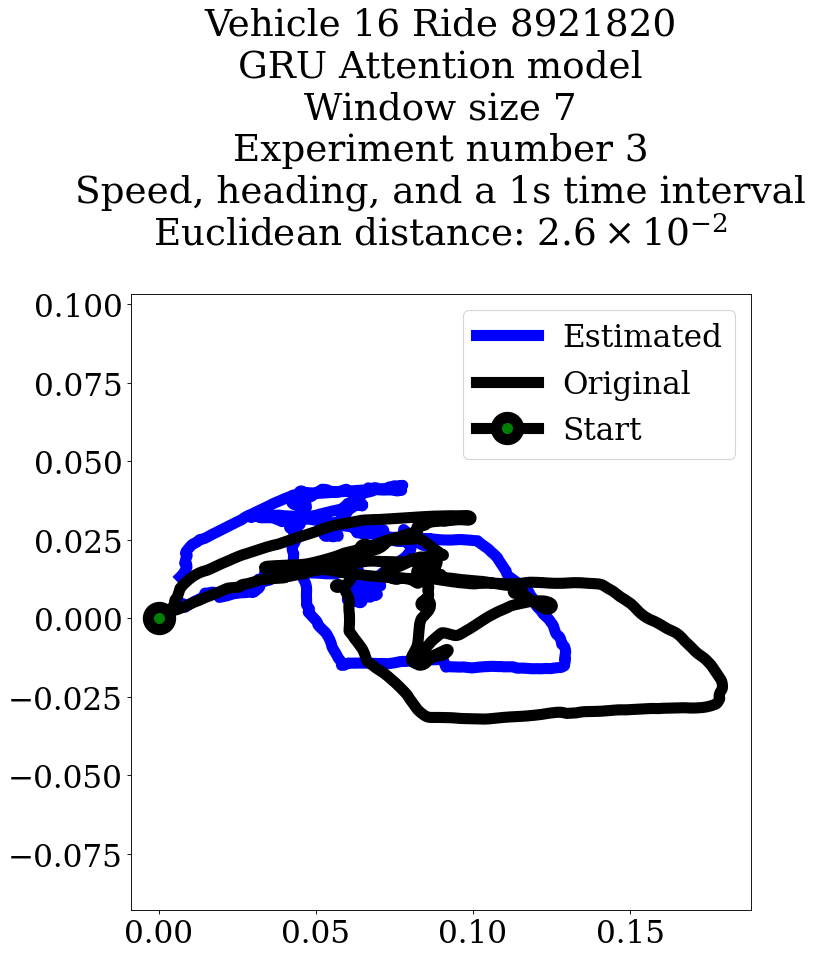 Vehicle 16 Ride 8921820
GRU Attention model
Window size 7
Experiment number 3
Speed, heading, and a 1s time interval
Euclidean distance: 2.6 × 10⁻²
0.100
0.075
0.050
0.025
0.000
−0.025
−0.050
−0.075
Estimated
Original
Start
0.00 0.05 0.10 0.15